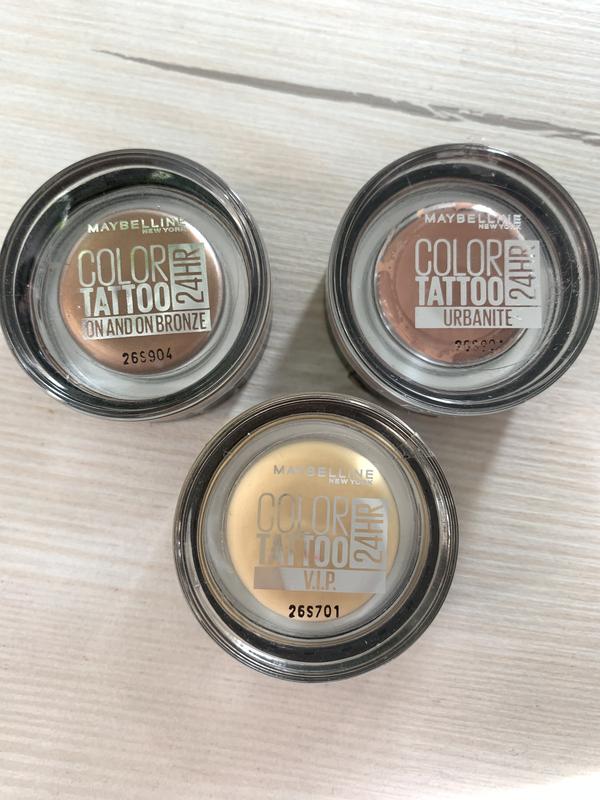 MAYBELLINE
NEW YORK
COLOR
TATTOO
24HR
ON AND ON BRONZE
26S904
MAYBELLINE
NEW YORK
COLOR
TATTOO
24HR
URBANITE
MAYBELLINE
NEW YORK
COLOR
TATTOO
24HR
V.I.P.
26S701